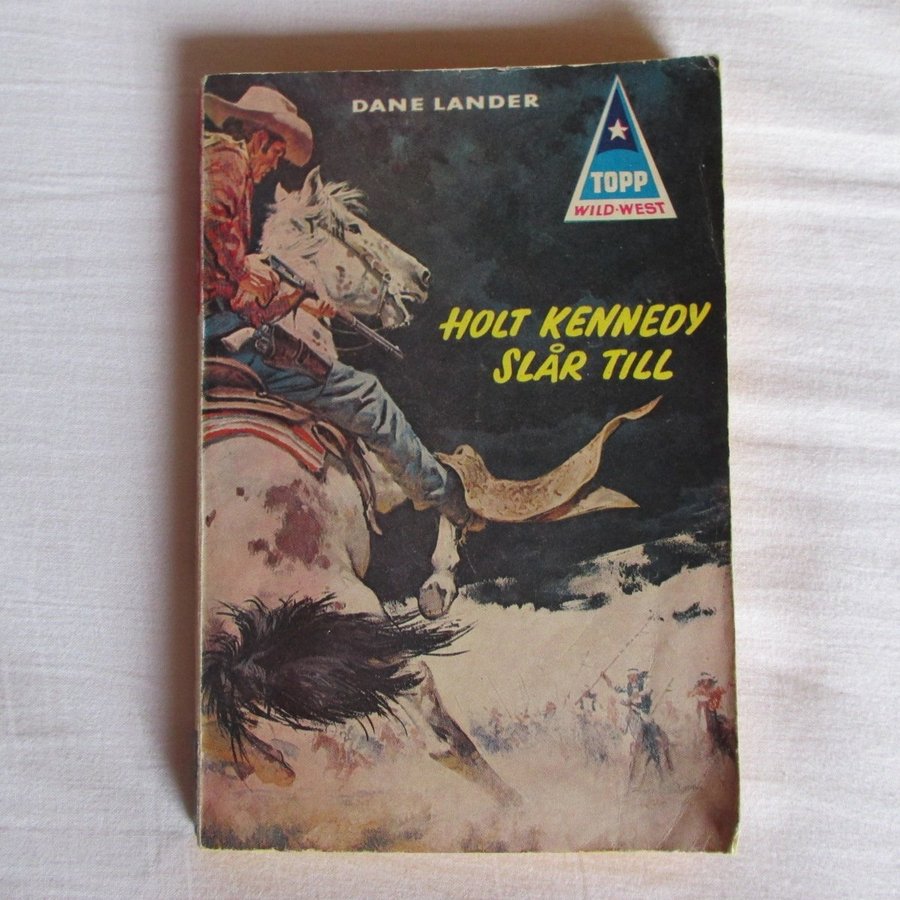 DANE LANDER
TOPP
WILD-WEST
HOLT KENNEDY
SLÅR TILL